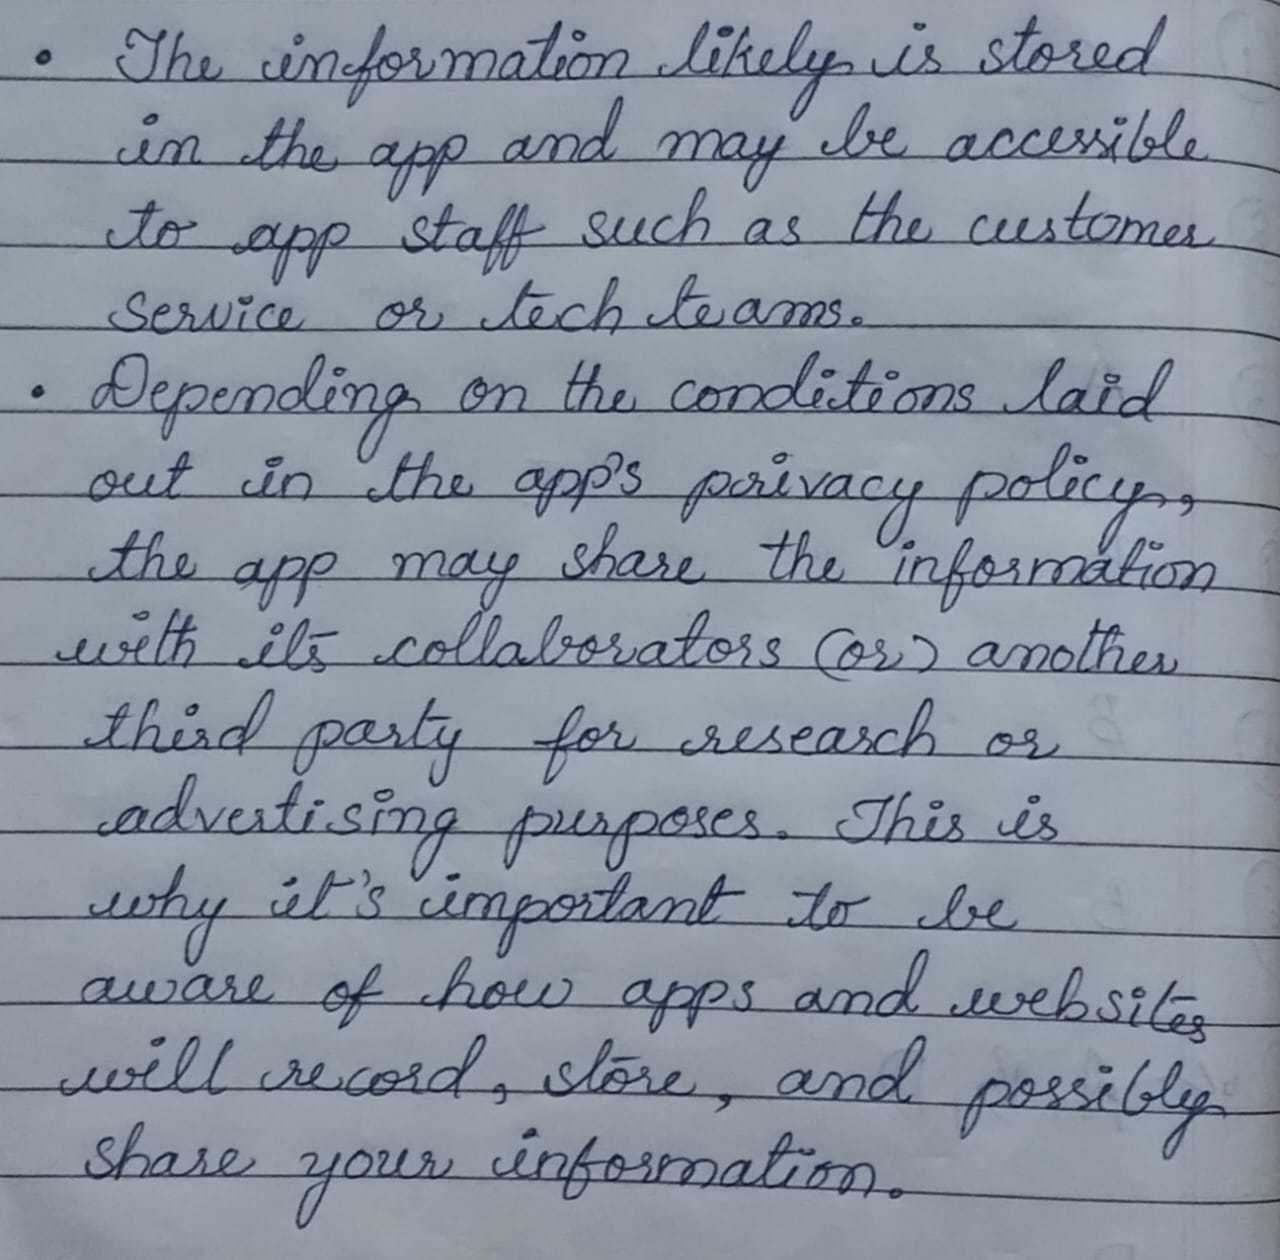 • The information likely is stored
in the app and may be accessible
to app staff such as the customer
service or tech teams.
• Depending on the conditions laid
out in the app's privacy policy,
the app may share the information
with its collaborators (or) another
third party for research or
advertising purposes. This is
why it's important to be
aware of how apps and websites
will record, store, and possibly
share your information.